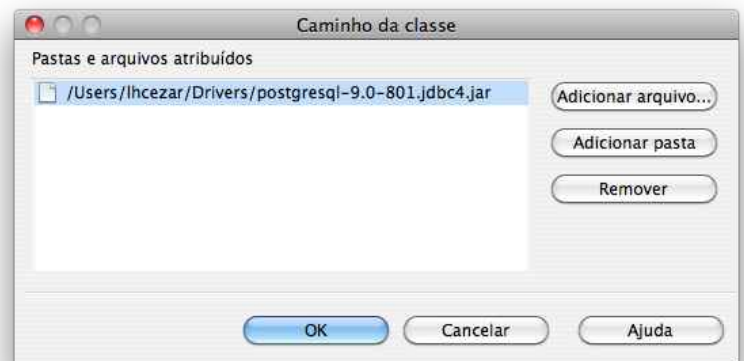 Caminho da classe
Pastas e arquivos atribuídos
/Users/lhcezar/Drivers/postgresql-9.0-801.jdbc4.jar
Adicionar arquivo...
Adicionar pasta
Remover
OK
Cancelar
Ajuda